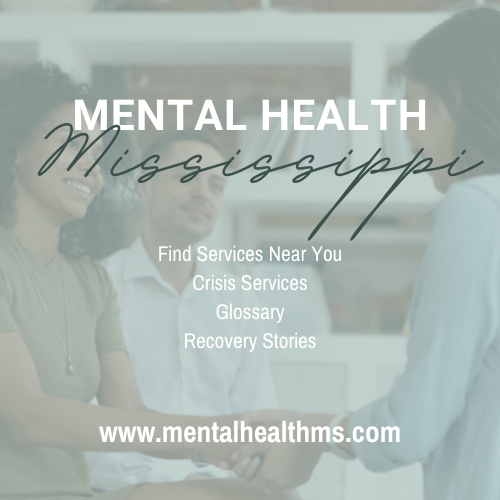 MENTAL HEALTH
Mississippi
Find Services Near You
Crisis Services
Glossary
Recovery Stories
www.mentalhealthms.com